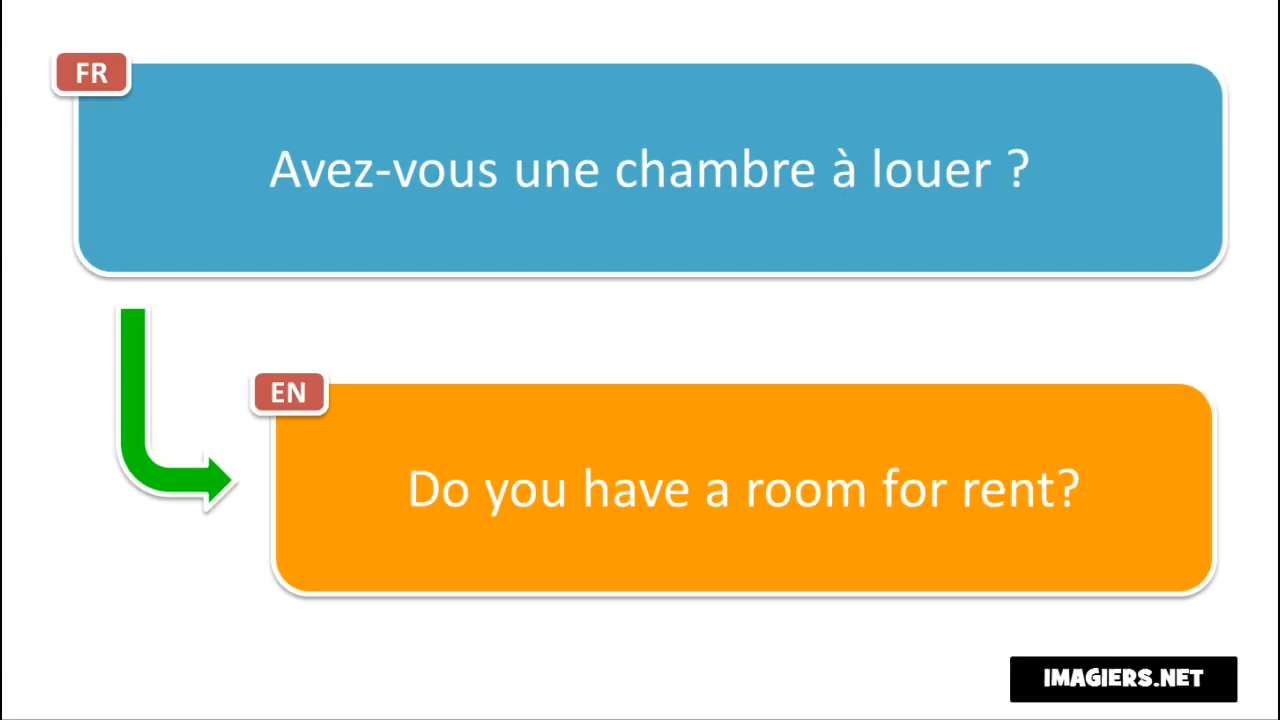 FR
Avez-vous une chambre à louer ?
EN
Do you have a room for rent?
IMAGIERS.NET